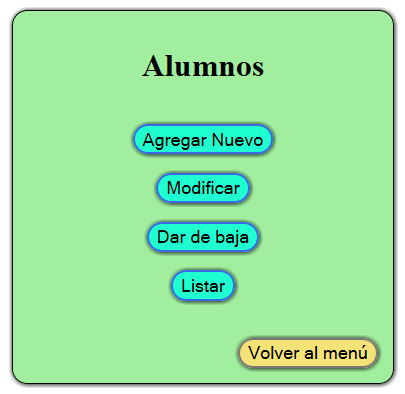 Alumnos
Agregar Nuevo
Modificar
Dar de baja
Listar
Volver al menú